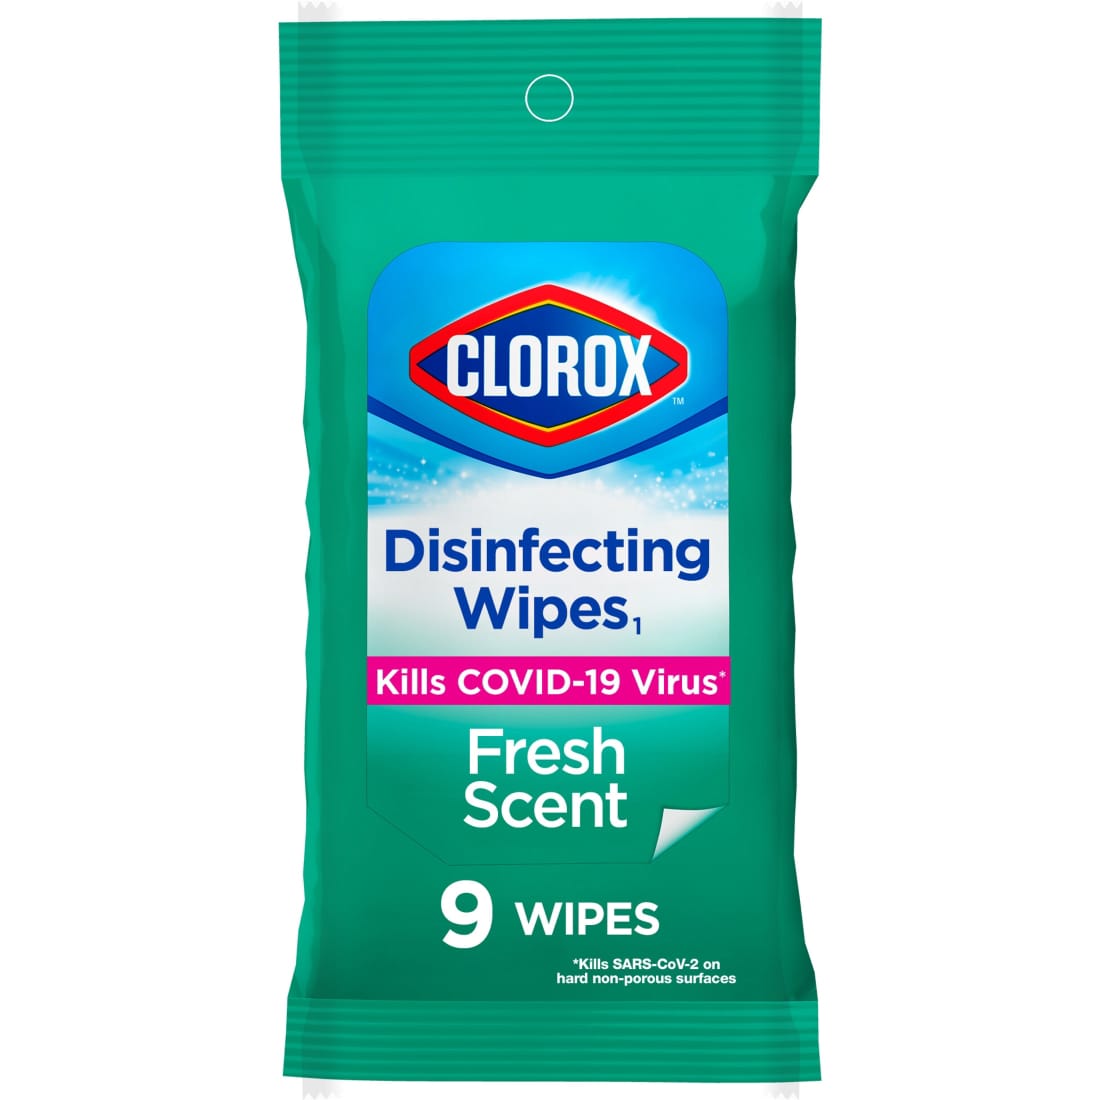 CLOROX
TM
Disinfecting
Wipes1
Kills COVID-19 Virus*
Fresh
Scent
9 WIPES
*Kills SARS-CoV-2 on
hard non-porous surfaces